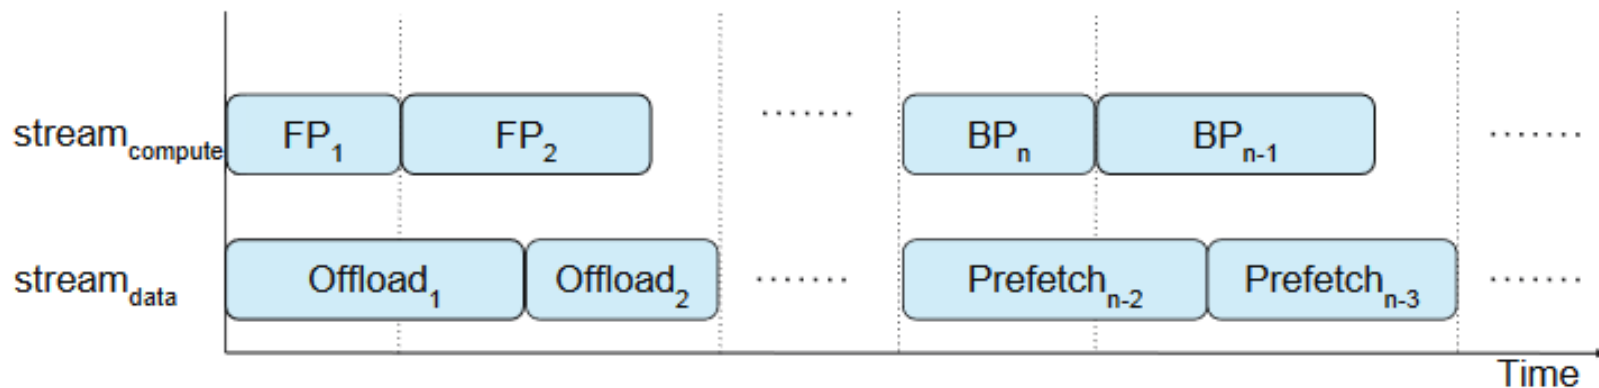 stream_compute FP_1 FP_2 ........ BP_n BP_n-1 ........
stream_data Offload_1 Offload_2 ........ Prefetch_n-2 Prefetch_n-3 ........
Time